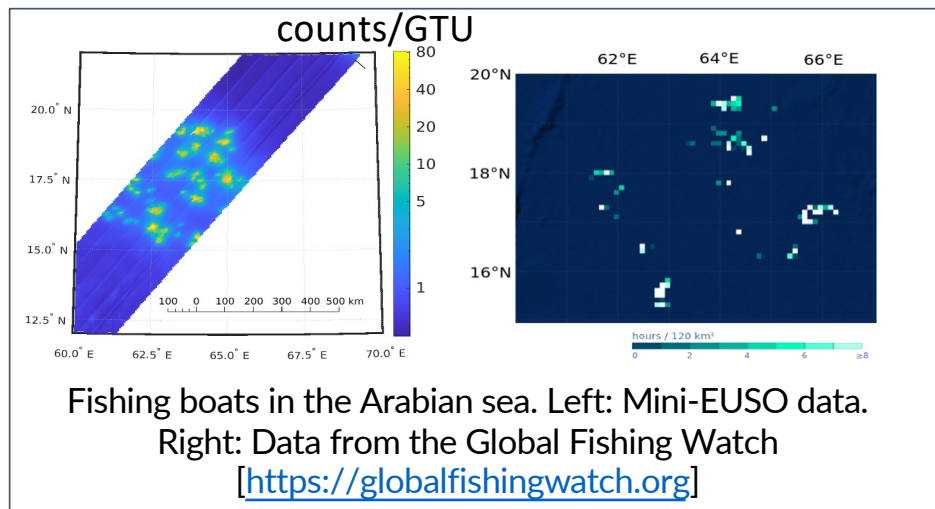 counts/GTU
80
40
20
10
5
1
20.0° N
17.5° N
15.0° N
12.5° N
60.0° E
62.5° E
65.0° E
67.5° E
70.0° E
100 0 100 200 300 400 500 km
62°E
64°E
66°E
20°N
18°N
16°N
hours / 120 km²
0 2 4 6 ≥8
Fishing boats in the Arabian sea. Left: Mini-EUSO data.
Right: Data from the Global Fishing Watch
[https://globalfishingwatch.org]